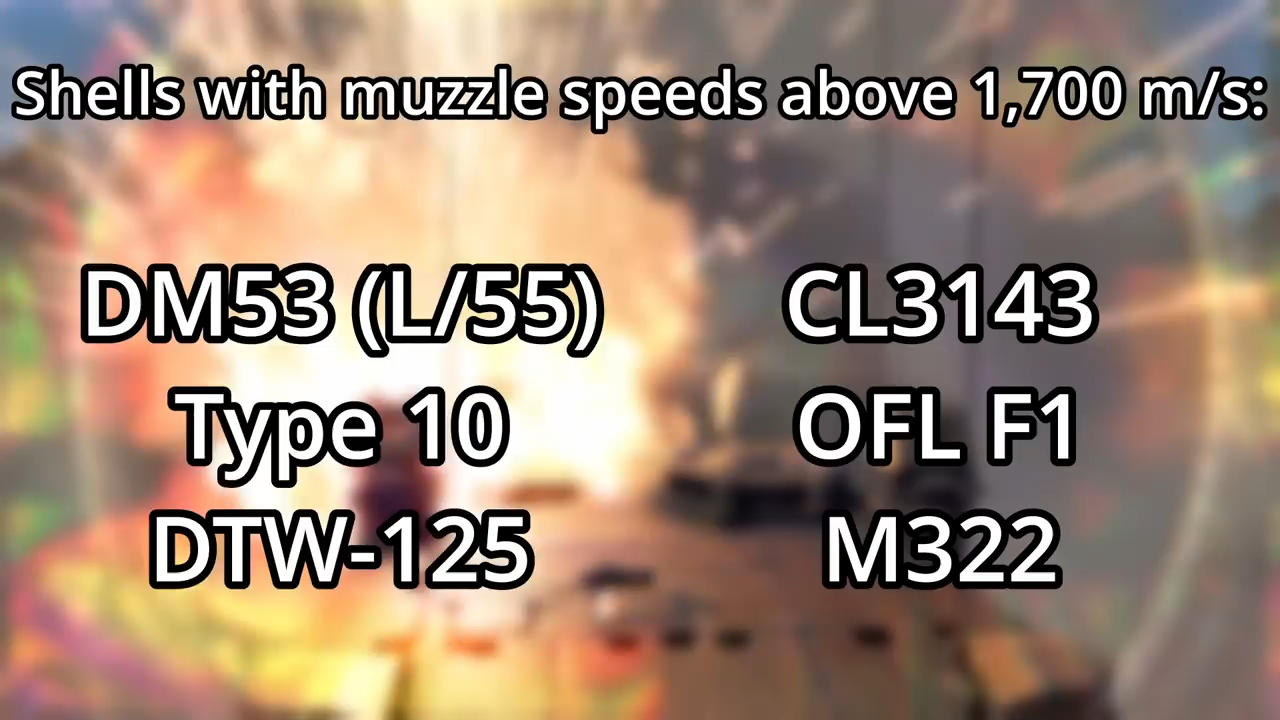 Shells with muzzle speeds above 1,700 m/s:
DM53 (L/55)
Type 10
DTW-125
CL3143
OFL F1
M322